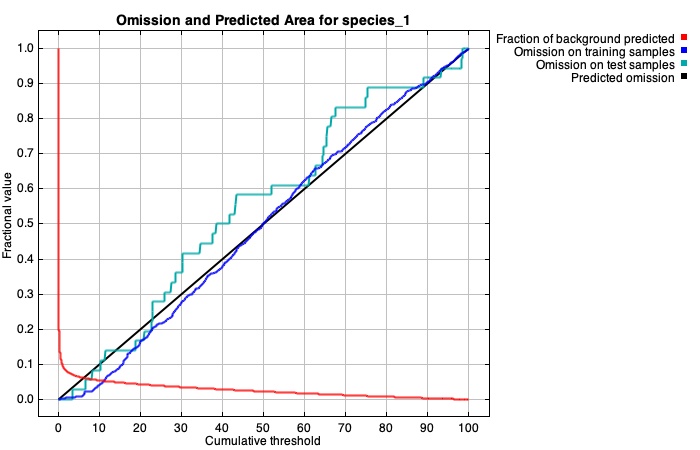 Omission and Predicted Area for species_1
Fraction of background predicted
Omission on training samples
Omission on test samples
Predicted omission
1.0
0.9
0.8
0.7
0.6
0.5
0.4
0.3
0.2
0.1
0.0
Fractional value
0 10 20 30 40 50 60 70 80 90 100
Cumulative threshold